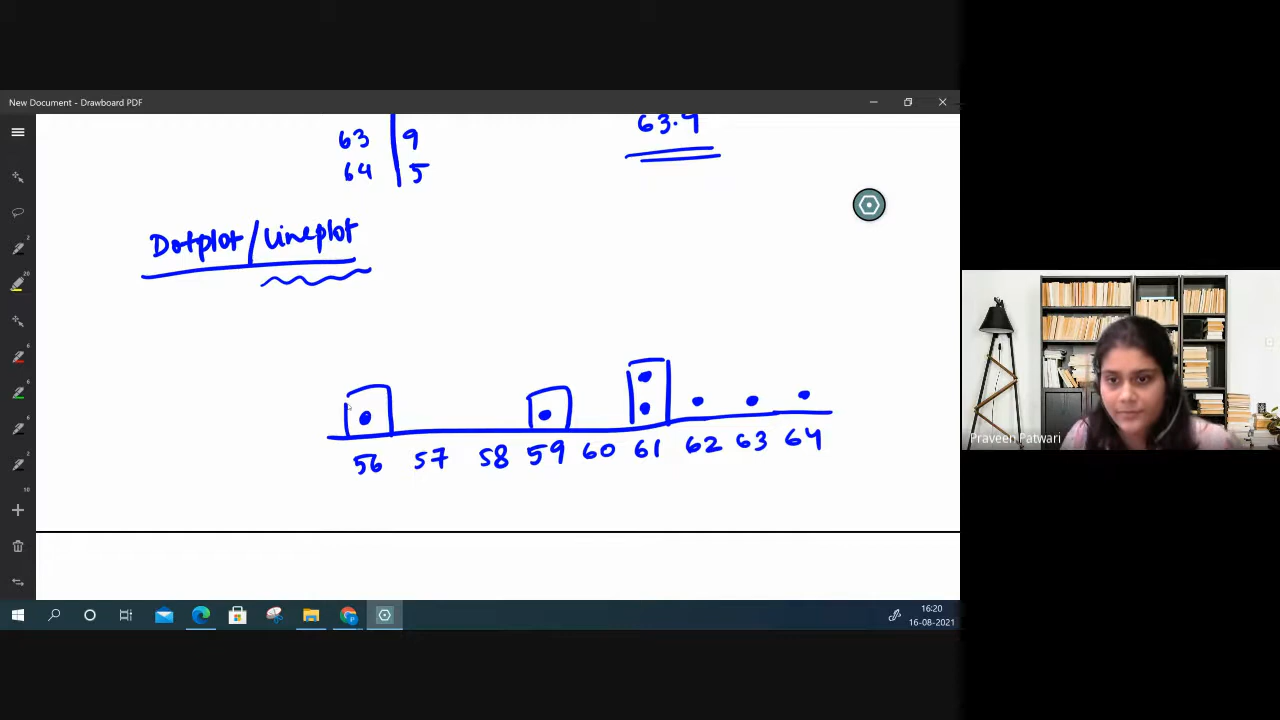 New Document - Drawboard PDF
63 | 9
64 | 5
63.9
Dotplot/Lineplot
56 57 58 59 60 61 62 63 64
Praveen Patwari
16:20
16-08-2021